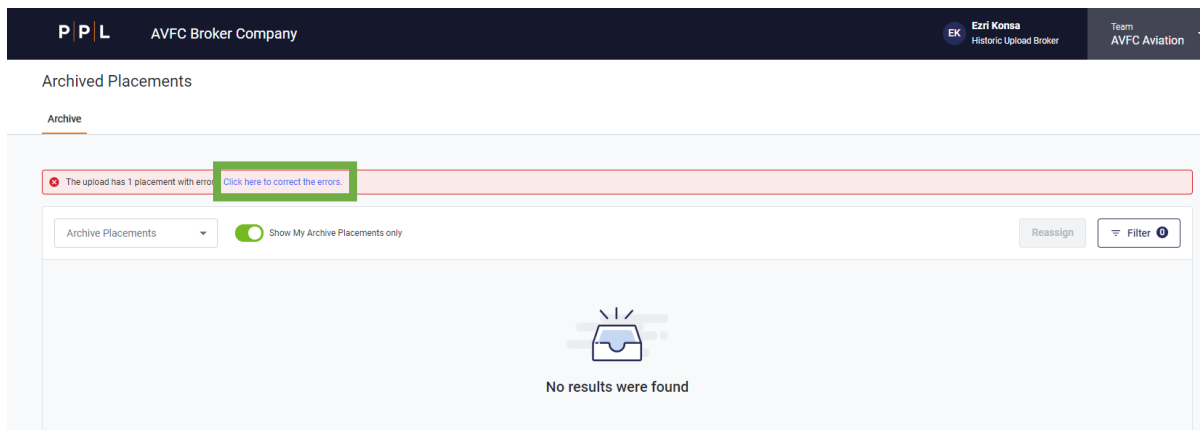 PPL AVFC Broker Company EK Ezri Konsa Team
Historic Upload Broker AVFC Aviation
Archived Placements
Archive
The upload has 1 placement with error Click here to correct the errors.
Archive Placements Show My Archive Placements only Reassign Filter 0
No results were found